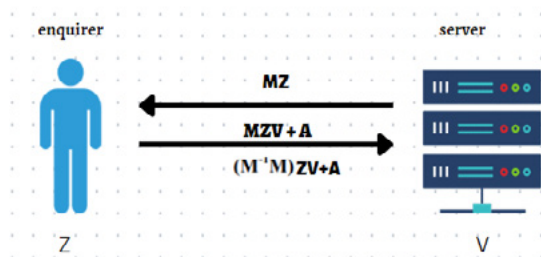 enquirer server
MZ
MZV + A
(M⁻¹M) ZV+A
Z V